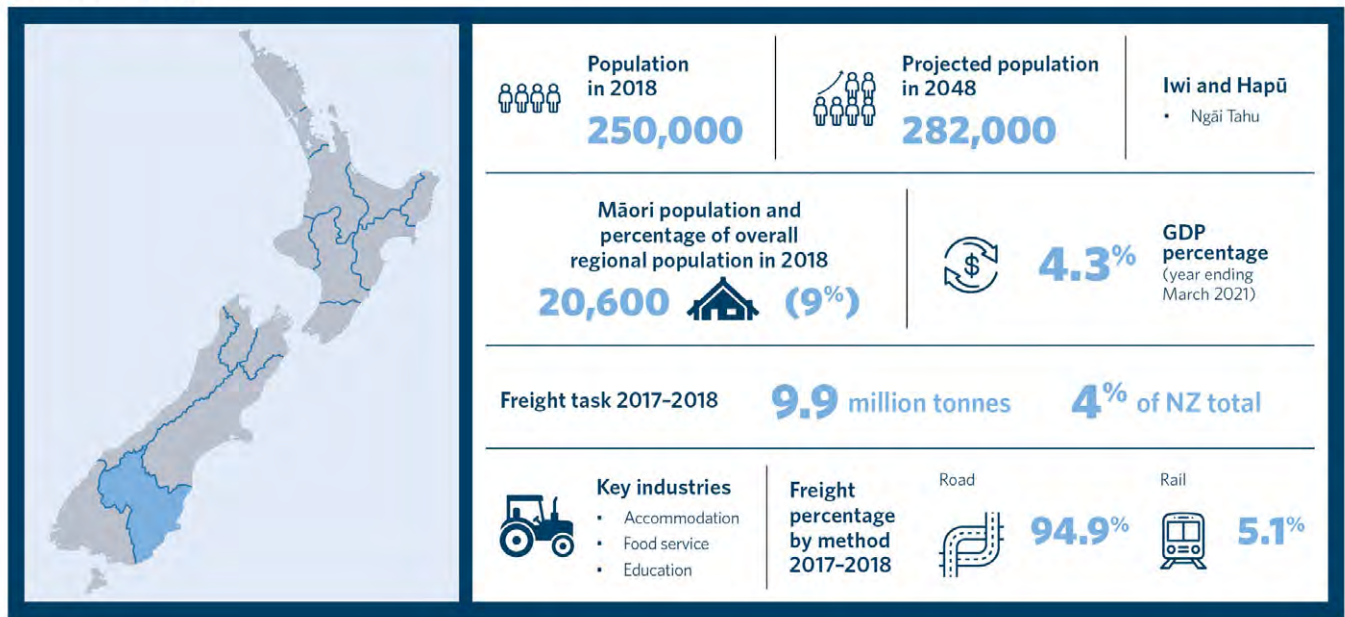 Population
in 2018
250,000
Projected population
in 2048
282,000
Iwi and Hapū
• Ngāi Tahu
Māori population and
percentage of overall
regional population in 2018
20,600 (9%)
$
4.3%
GDP
percentage
(year ending
March 2021)
Freight task 2017–2018 9.9 million tonnes 4% of NZ total
Key industries
• Accommodation
• Food service
• Education
Freight
percentage
by method
2017–2018
Road
94.9%
Rail
5.1%